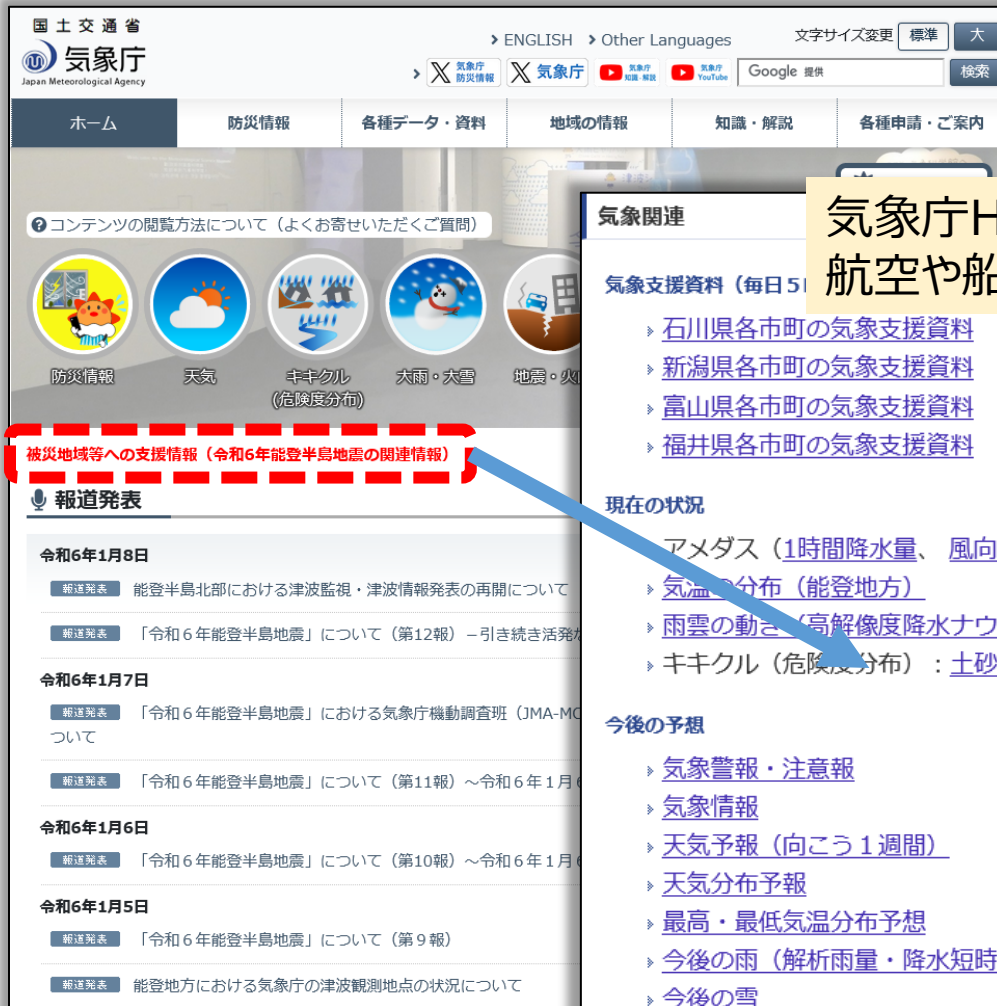 国土交通省
気象庁
Japan Meteorological Agency
ENGLISH Other Languages
文字サイズ変更 標準 大
気象庁 防災情報
気象庁
気象庁 知識・解説
気象庁 YouTube
Google 提供
検索
ホーム 防災情報 各種データ・資料 地域の情報 知識・解説 各種申請・ご案内
コンテンツの閲覧方法について（よくお寄せいただくご質問）
防災情報
天気
キキクル
(危険度分布)
大雨・大雪
地震・火
被災地域等への支援情報（令和6年能登半島地震の関連情報）
報道発表
令和6年1月8日
報道発表 能登半島北部における津波監視・津波情報発表の再開について
報道発表 「令和６年能登半島地震」について（第12報）－引き続き活発
令和6年1月7日
報道発表 「令和６年能登半島地震」における気象庁機動調査班（JMA-MO
ついて
報道発表 「令和６年能登半島地震」について（第11報）～令和６年１月
令和6年1月6日
報道発表 「令和６年能登半島地震」について（第10報）～令和６年１月
令和6年1月5日
報道発表 「令和６年能登半島地震」について（第９報）
報道発表 能登地方における気象庁の津波観測地点の状況について
気象庁H
航空や船
気象関連
気象支援資料（毎日５
石川県各市町の気象支援資料
新潟県各市町の気象支援資料
富山県各市町の気象支援資料
福井県各市町の気象支援資料
現在の状況
アメダス（1時間降水量、 風向
気温の分布（能登地方）
雨雲の動き（高解像度降水ナウ
キキクル（危険度分布）：土砂
今後の予想
気象警報・注意報
気象情報
天気予報（向こう１週間）
天気分布予報
最高・最低気温分布予想
今後の雨（解析雨量・降水短時
今後の雪